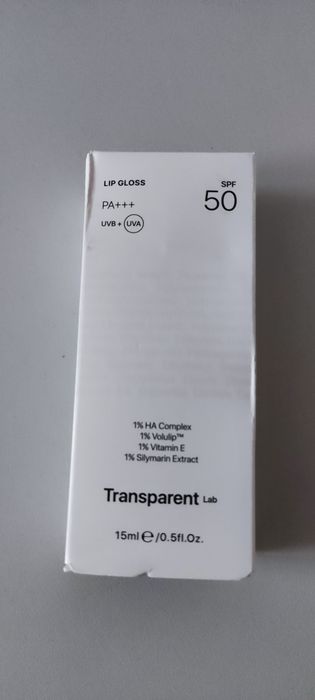 LIP GLOSS
SPF
PA+++
50
UVB + UVA
1% HA Complex
1% Volulip™
1% Vitamin E
1% Silymarin Extract
Transparent Lab
15ml ℮/0.5fl.Oz.